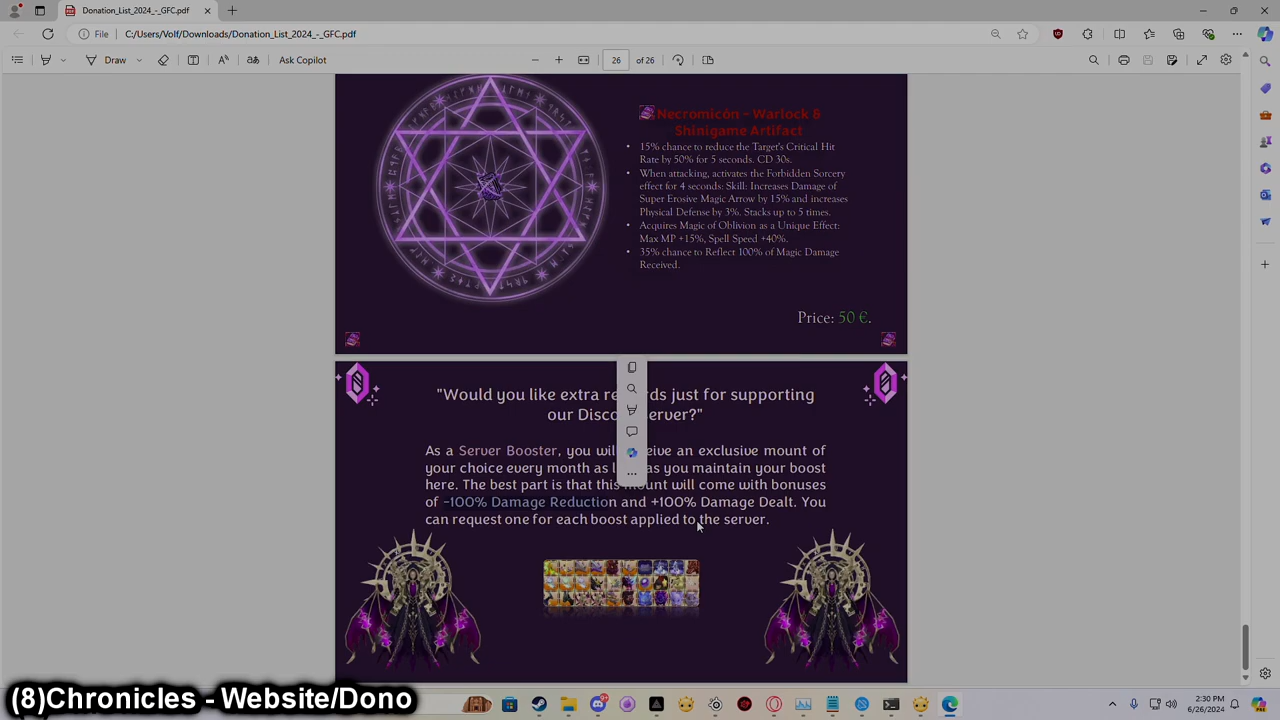 Donation_List_2024_-_GFC.pdf
File
C:/Users/Volf/Downloads/Donation_List_2024_-_GFC.pdf
Draw
Ask Copilot
26
of 26
Necromicón - Warlock &
Shinigame Artifact
• 15% chance to reduce the Target's Critical Hit
Rate by 50% for 5 seconds. CD 30s.
• When attacking, activates the Forbidden Sorcery
effect for 4 seconds: Skill: Increases Damage of
Super Erosive Magic Arrow by 15% and increases
Physical Defense by 3%. Stacks up to 5 times.
• Acquires Magic of Oblivion as a Unique Effect:
Max MP +15%, Spell Speed +40%.
• 35% chance to Reflect 100% of Magic Damage
Received.
Price: 50 €.
"Would you like extra re ds just for supporting
our Disco erver?"
As a Server Booster, you wil eive an exclusive mount of
your choice every month as l as you maintain your boost
here. The best part is that this mount will come with bonuses
of -100% Damage Reduction and +100% Damage Dealt. You
can request one for each boost applied to the server.
(8)Chronicles - Website/Dono
2:30 PM
6/26/2024